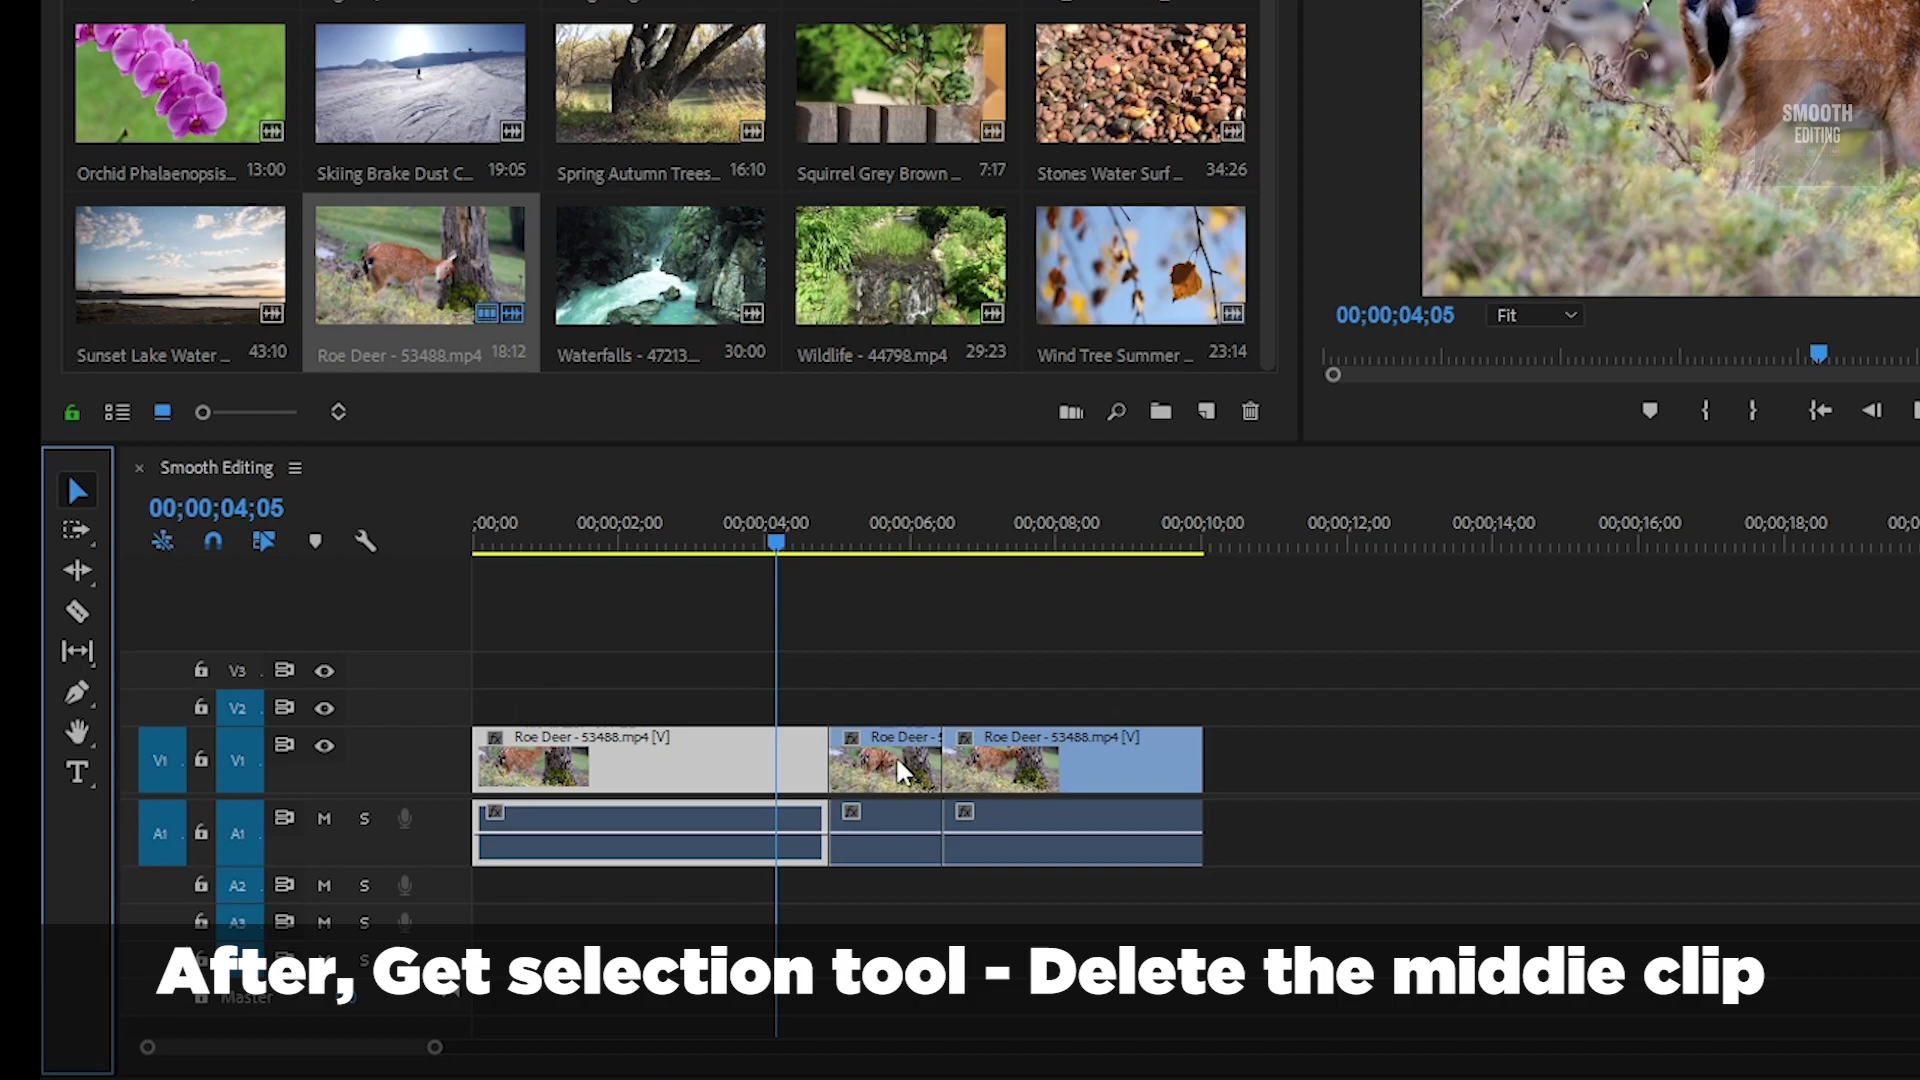 Orchid Phalaenopsis... 13:00
Skiing Brake Dust C... 19:05
Spring Autumn Trees... 16:10
Squirrel Grey Brown ... 7:17
Stones Water Surf ... 34:26
SMOOTH
EDITING
Sunset Lake Water ... 43:10
Roe Deer - 53488.mp4 18:12
Waterfalls - 47213... 30:00
Wildlife - 44798.mp4 29:23
Wind Tree Summer ... 23:14
00;00;04;05
Fit
Smooth Editing
00;00;04;05
;00;00 00;00;02;00 00;00;04;00 00;00;06;00 00;00;08;00 00;00;10;00 00;00;12;00 00;00;14;00 00;00;16;00 00;00;18;00
V3
V2
V1 V1
fx Roe Deer - 53488.mp4 [V]
fx Roe Deer -
fx Roe Deer - 53488.mp4 [V]
A1 A1 M S
fx fx fx
A2 M S
A3 M S
After, Get selection tool - Delete the middie clip
S
Master